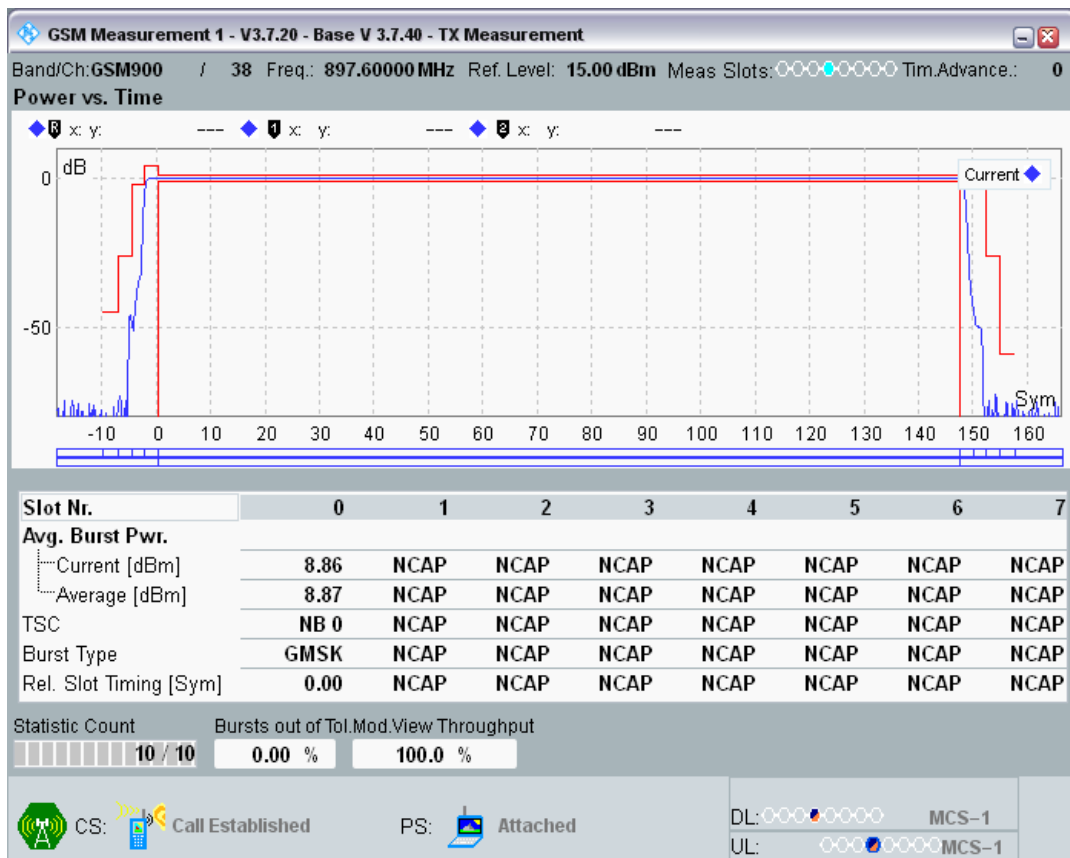 GSM Measurement 1 - V3.7.20 - Base V 3.7.40 - TX Measurement
Band/Ch:GSM900 / 38 Freq.: 897.60000 MHz Ref. Level: 15.00 dBm Meas Slots: Tim.Advance.: 0
Power vs. Time
R x: y: --- 1 x: y: --- 2 x: y: ---
dB
Current
0
-50
Sym
-10 0 10 20 30 40 50 60 70 80 90 100 110 120 130 140 150 160
Slot Nr. 0 1 2 3 4 5 6 7
Avg. Burst Pwr.
Current [dBm] 8.86 NCAP NCAP NCAP NCAP NCAP NCAP NCAP
Average [dBm] 8.87 NCAP NCAP NCAP NCAP NCAP NCAP NCAP
TSC NB 0 NCAP NCAP NCAP NCAP NCAP NCAP NCAP
Burst Type GMSK NCAP NCAP NCAP NCAP NCAP NCAP NCAP
Rel. Slot Timing [Sym] 0.00 NCAP NCAP NCAP NCAP NCAP NCAP NCAP
Statistic Count Bursts out of Tol.Mod.View Throughput
10 / 10 0.00 % 100.0 %
CS: Call Established PS: Attached
DL: MCS-1
UL: MCS-1